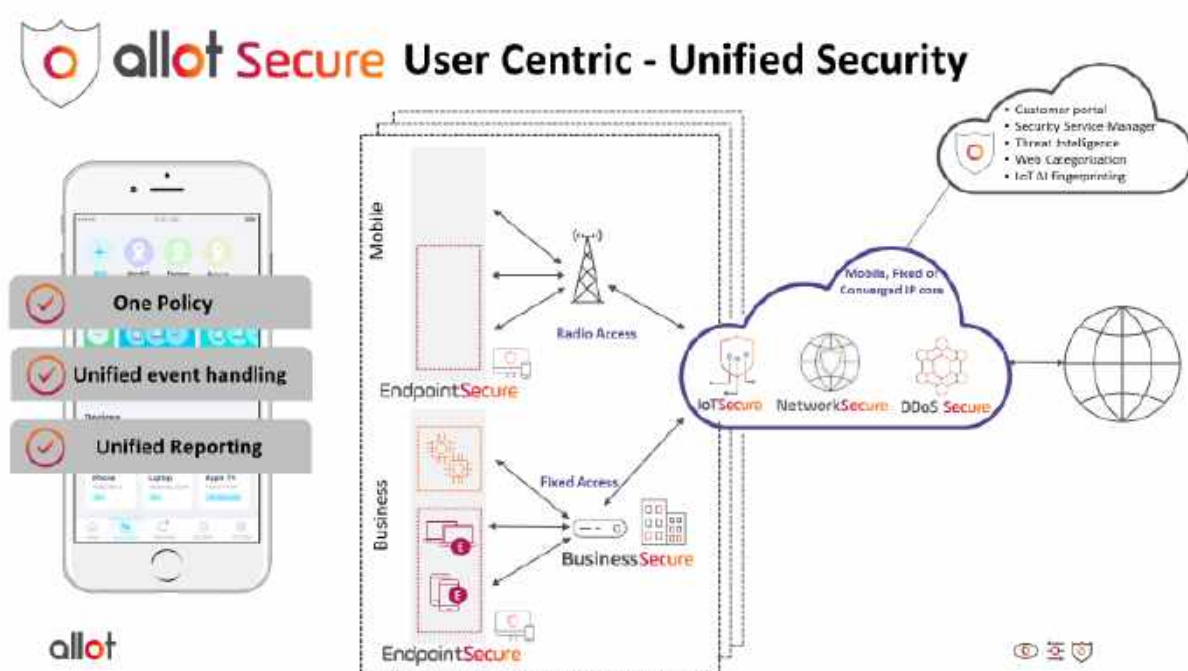 allot Secure User Centric - Unified Security
Customer portal
Security Service Manager
Threat Intelligence
Web Categorisation
IoT AI fingerprinting
One Policy
Unified event handling
Devices
Unified Reporting
iPhone
Laptop
Apple TV
Mobile
Radio Access
EndpointSecure
Mobile, Fixed or
Converged IP core
IoTSecure
NetworkSecure
DDoS Secure
Business
Fixed Access
BusinessSecure
E
E
EndpointSecure
allot